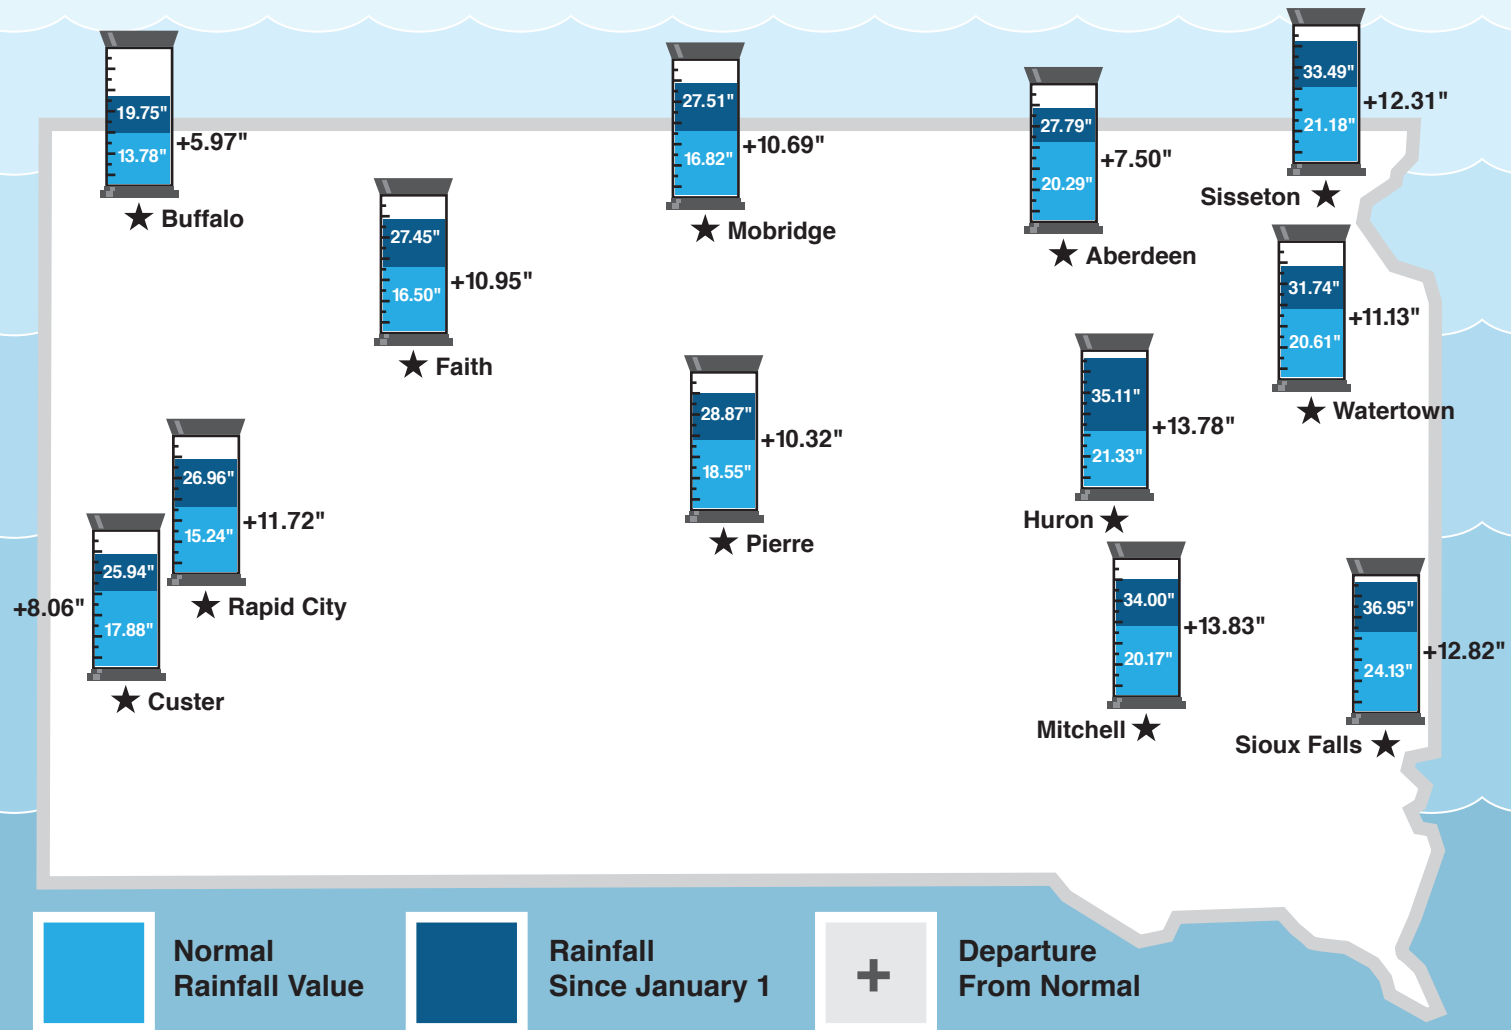 33.49"
+12.31"
21.18"
Sisseton
19.75"
+5.97"
13.78"
Buffalo
27.51"
+10.69"
16.82"
Mobridge
27.79"
+7.50"
20.29"
Aberdeen
27.45"
+10.95"
16.50"
Faith
31.74"
+11.13"
20.61"
Watertown
28.87"
+10.32"
18.55"
Pierre
35.11"
+13.78"
21.33"
Huron
26.96"
+11.72"
15.24"
Rapid City
25.94"
+8.06"
17.88"
Custer
34.00"
+13.83"
20.17"
Mitchell
36.95"
+12.82"
24.13"
Sioux Falls
Normal
Rainfall Value
Rainfall
Since January 1
+
Departure
From Normal